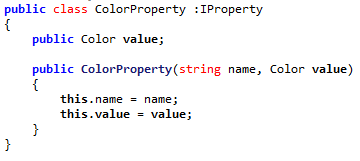 public class ColorProperty :IProperty
{
    public Color value;
    public ColorProperty(string name, Color value)
    {
        this.name = name;
        this.value = value;
    }
}